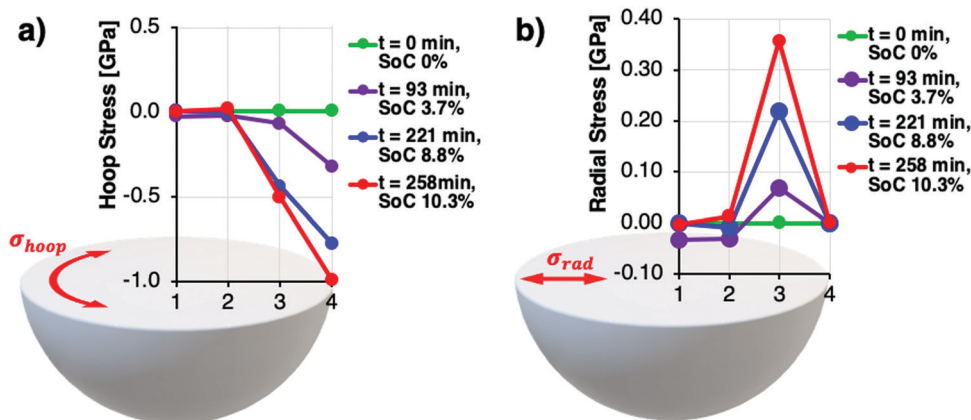 a)
Hoop Stress [GPa]
0.5
0.0
-0.5
-1.0
1 2 3 4
t = 0 min,
SoC 0%
t = 93 min,
SoC 3.7%
t = 221 min,
SoC 8.8%
t = 258min,
SoC 10.3%
σhoop
b)
Radial Stress [GPa]
0.40
0.30
0.20
0.10
0.00
-0.10
1 2 3 4
t = 0 min,
SoC 0%
t = 93 min,
SoC 3.7%
t = 221 min,
SoC 8.8%
t = 258 min,
SoC 10.3%
σrad